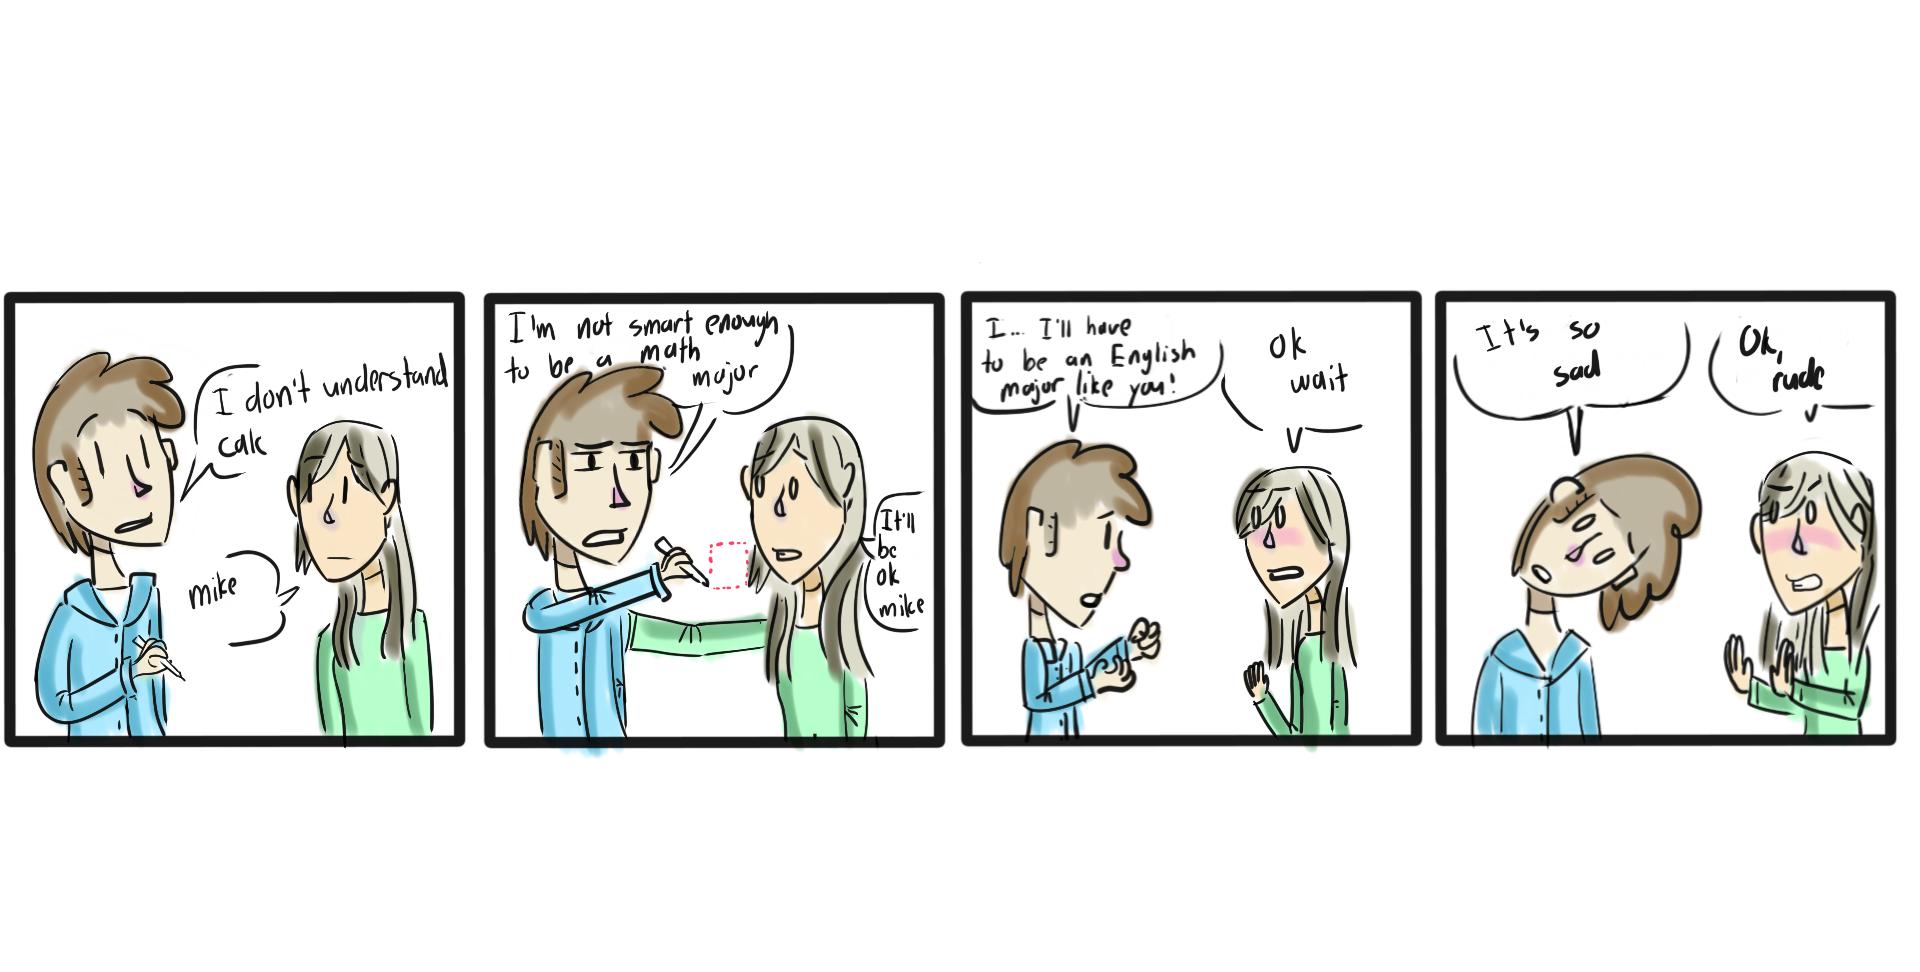 I don't understand
calc
mike
I'm not smart enough
to be a math
major
It'll
be
ok
mike
I... I'll have
to be an English
major like you!
Ok
wait
It's so
sad
Ok,
rude